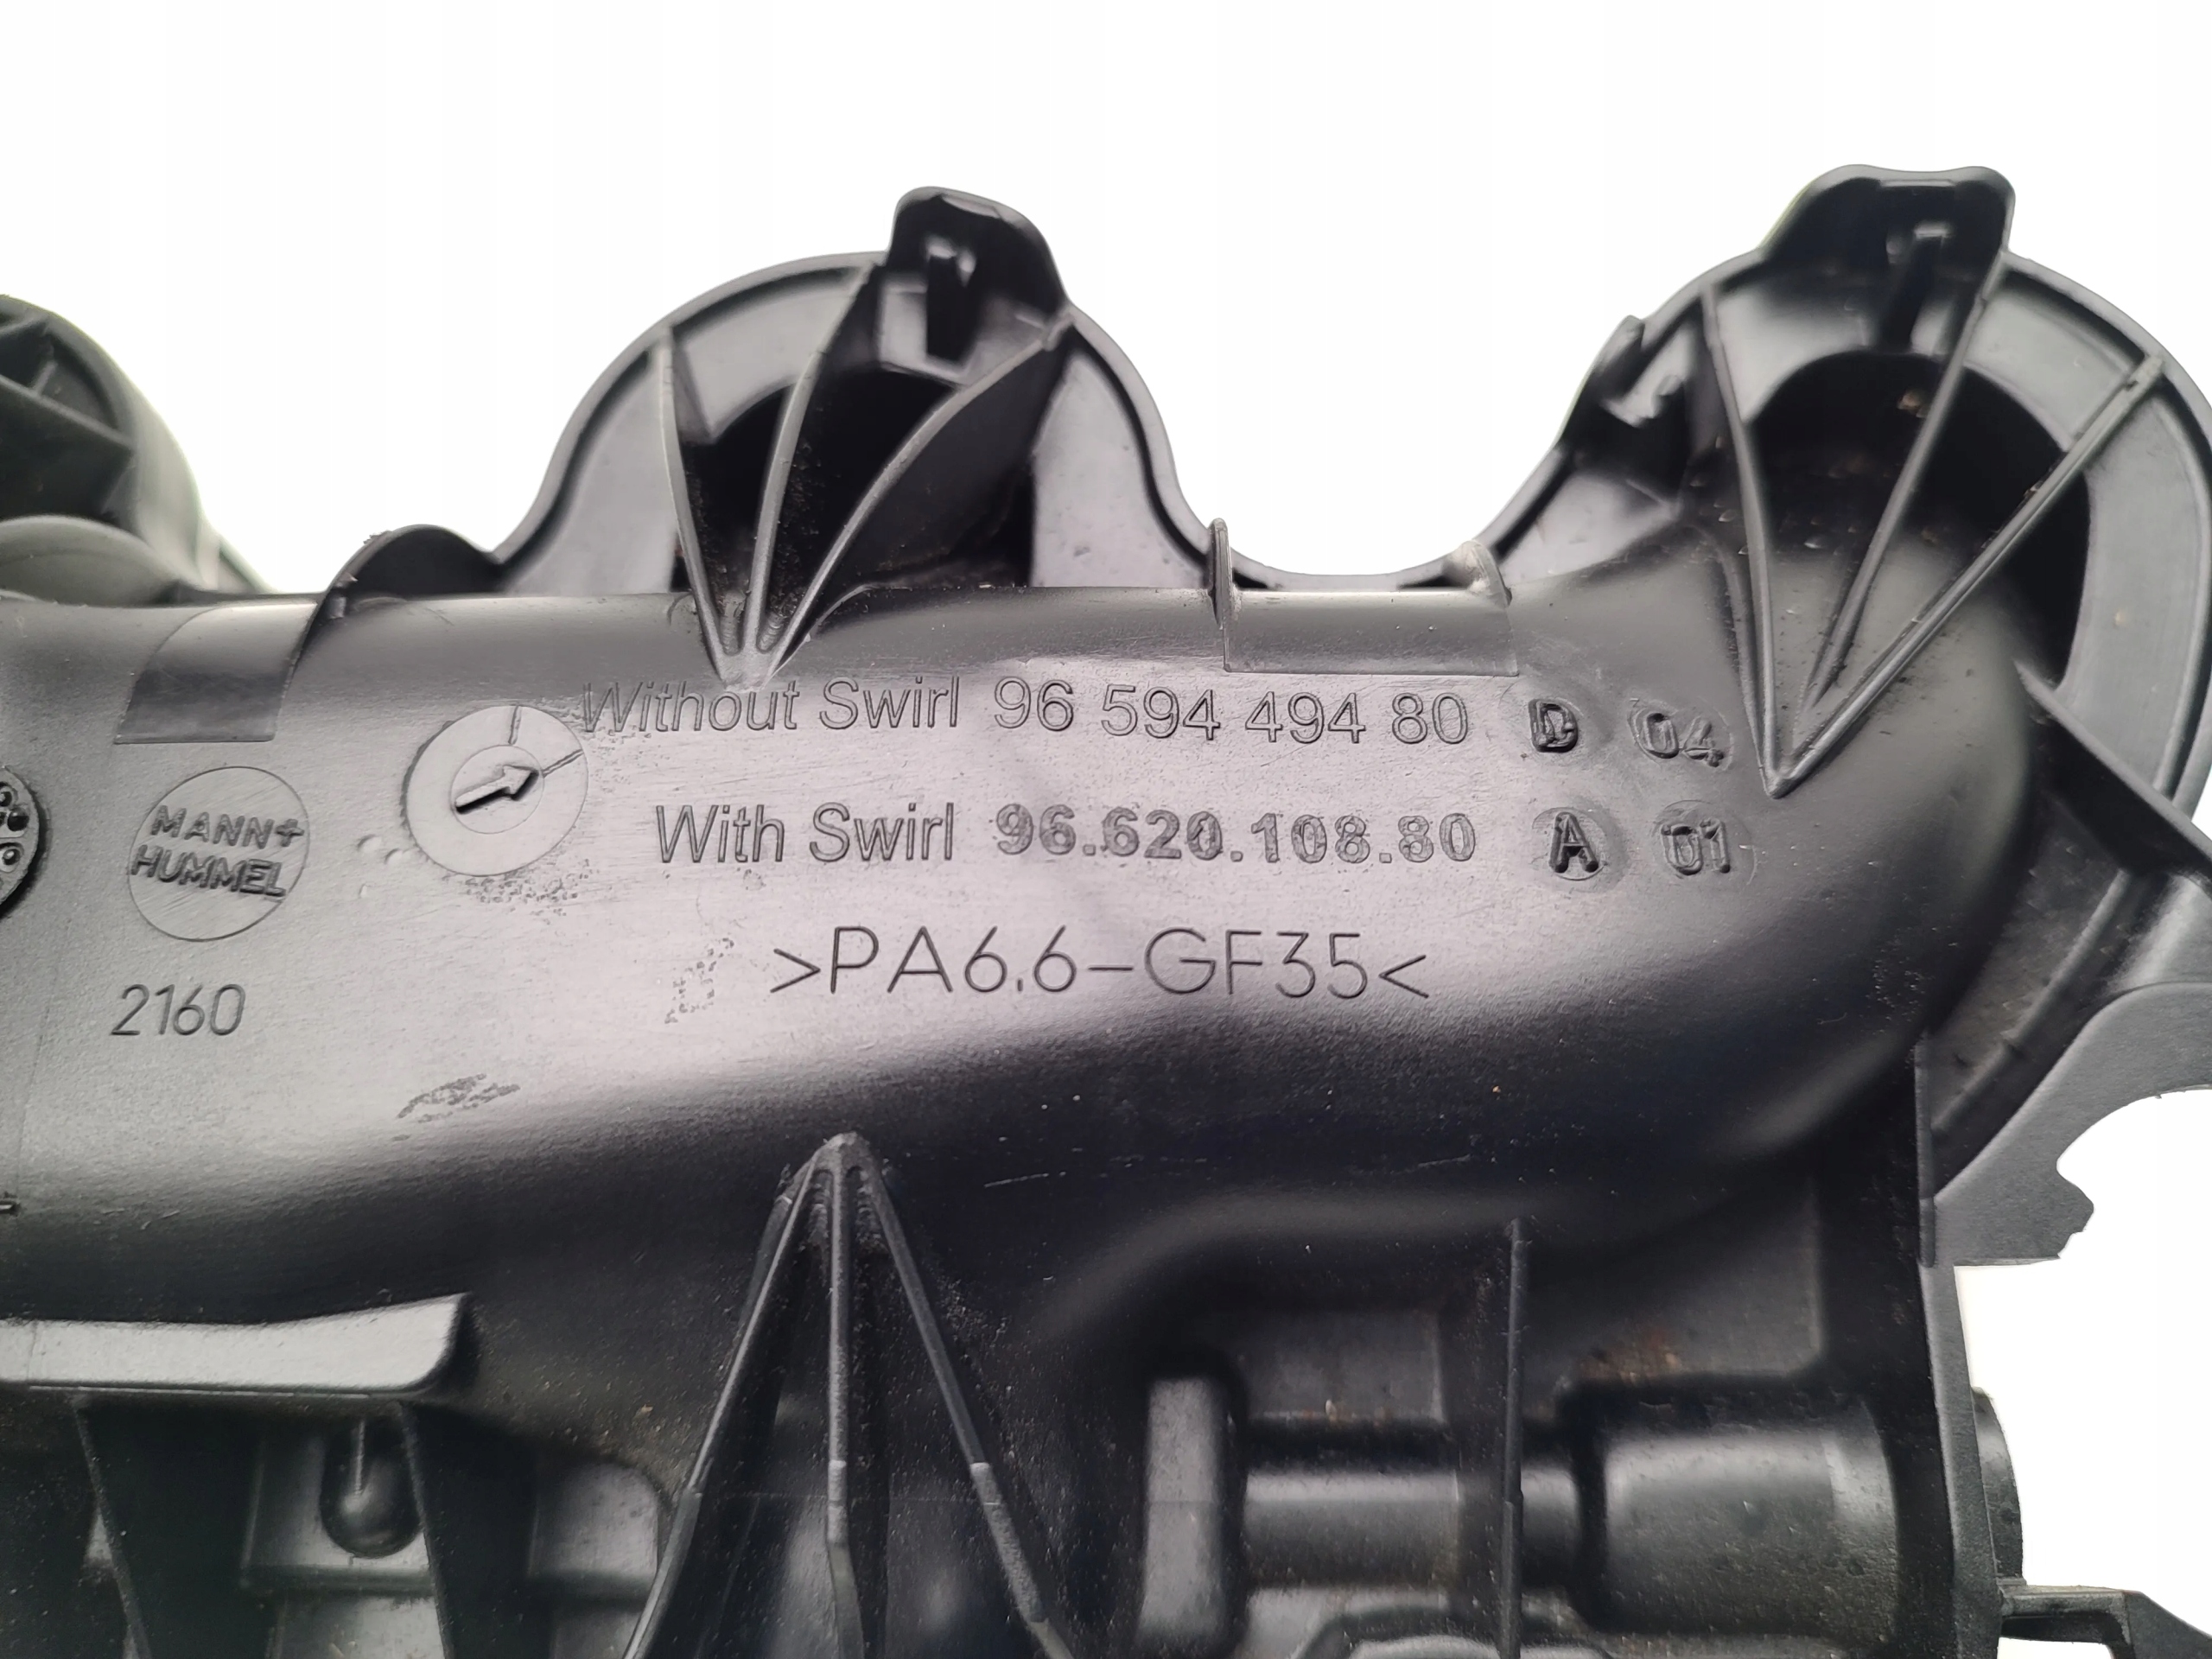 Without Swirl 96 594 494 80 D 04
With Swirl 96.620.108.80 A 01
>PA6.6-GF35<
MANN+
HUMMEL
2160